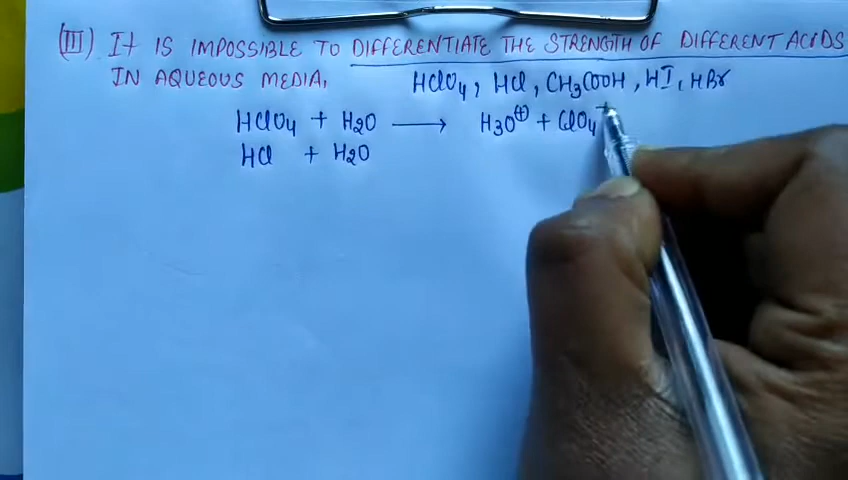 (III) It IS IMPOSSIBLE TO DIFFERENTIATE THE STRENGTH OF DIFFERENT ACIDS
IN AQUEOUS MEDIA, HClO4, HCl, CH3COOH, HI, HBr
HClO4 + H2O ⟶ H3O⊕ + ClO4−
HCl + H2O